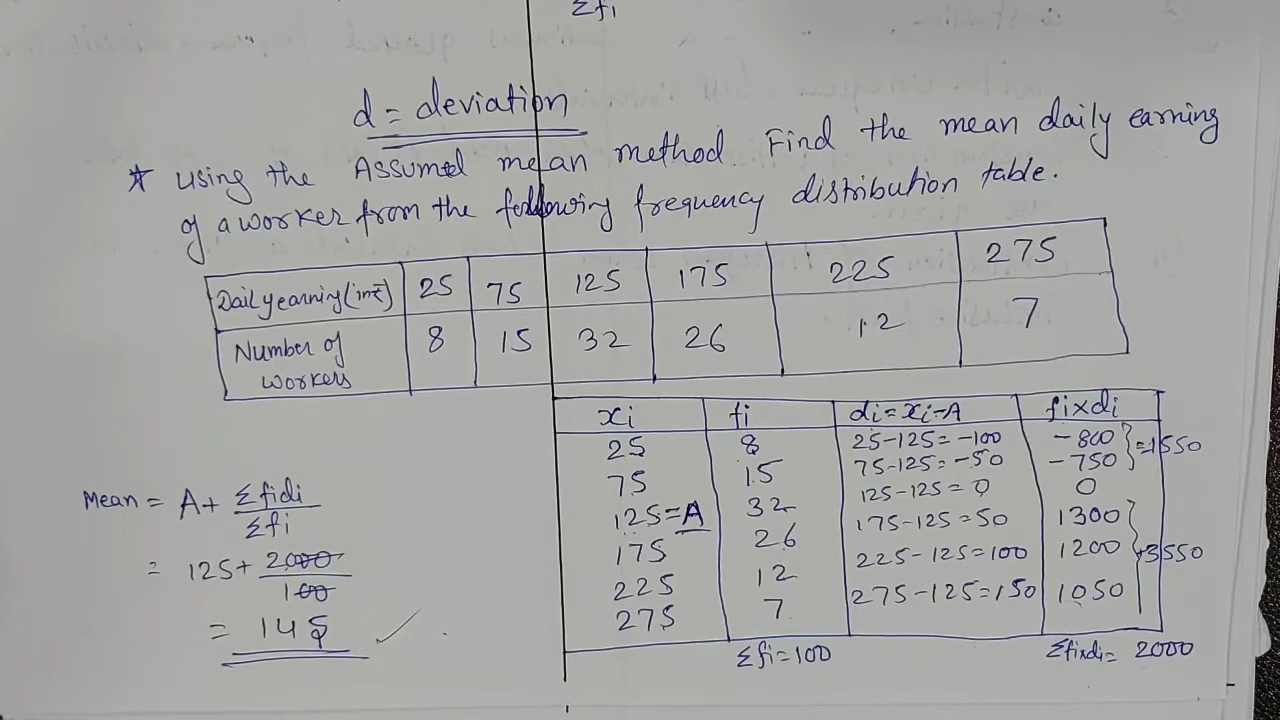 Σfi
d = deviation
* Using the Assumed mean method. Find the mean daily earning
of a worker from the following frequency distribution table.
Daily earning (in ₹) 25 75 125 175 225 275
Number of workers 8 15 32 26 12 7
xi fi di = xi-A fixdi
25 8 25-125 = -100 -800
75 15 75-125 = -50 -750
} = 1550
125=A 32 125-125 = 0 0
175 26 175-125 = 50 1300
225 12 225-125 = 100 1200
275 7 275-125 = 150 1050
} +3550
Σfi = 100 Σfixdi = 2000
Mean = A + Σfidi/Σfi
= 125 + 2000/100
= 145 ✓